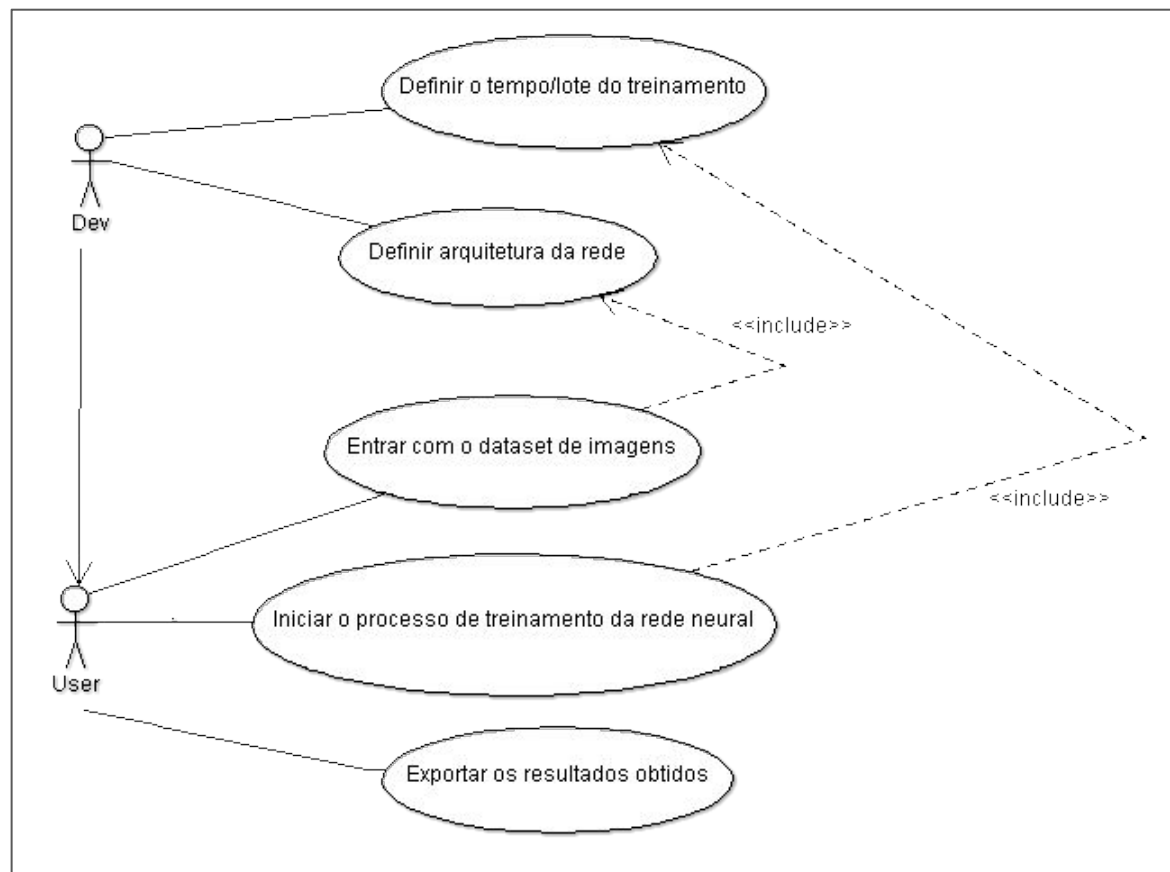 Definir o tempo/lote do treinamento
Dev
Definir arquitetura da rede
<<include>>
Entrar com o dataset de imagens
<<include>>
Iniciar o processo de treinamento da rede neural
User
Exportar os resultados obtidos